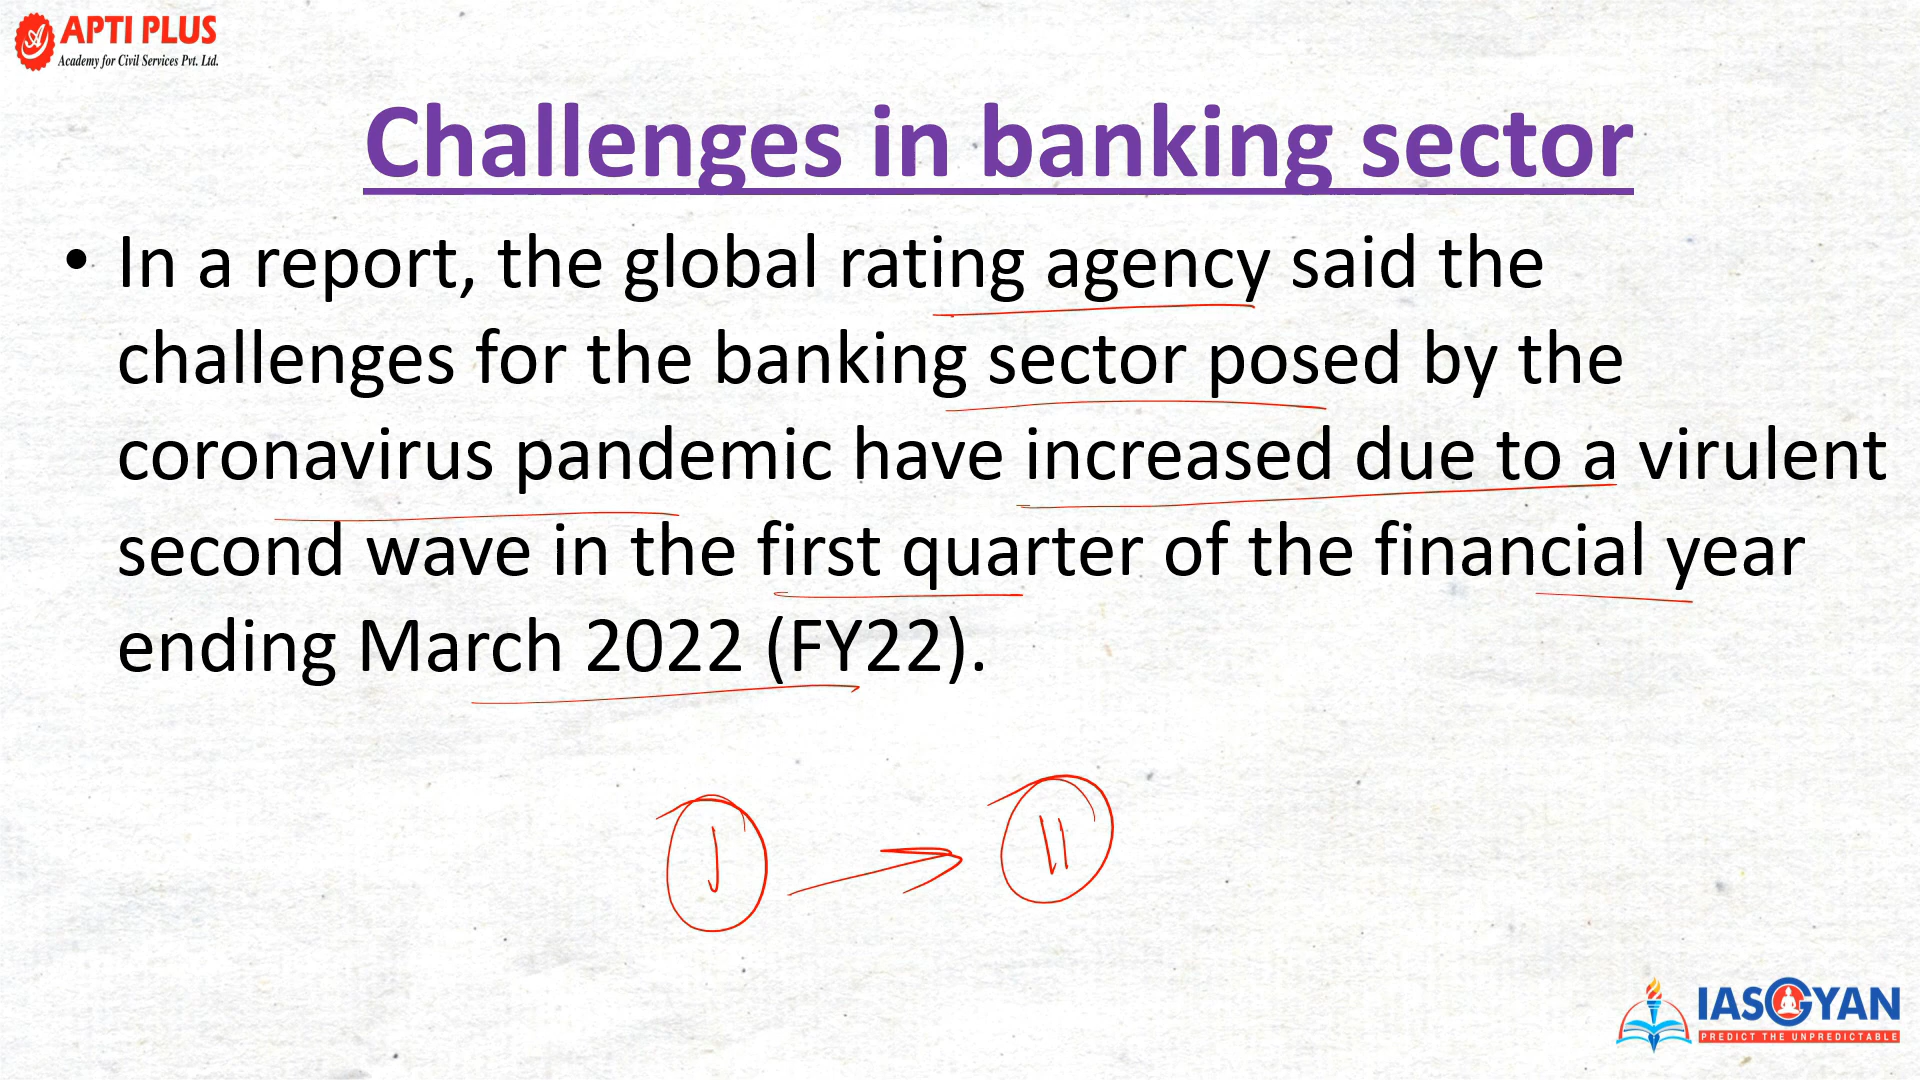 APTI PLUS
Academy for Civil Services Pvt. Ltd.
Challenges in banking sector
• In a report, the global rating agency said the
challenges for the banking sector posed by the
coronavirus pandemic have increased due to a virulent
second wave in the first quarter of the financial year
ending March 2022 (FY22).
I → II
IASGYAN
PREDICT THE UNPREDICTABLE